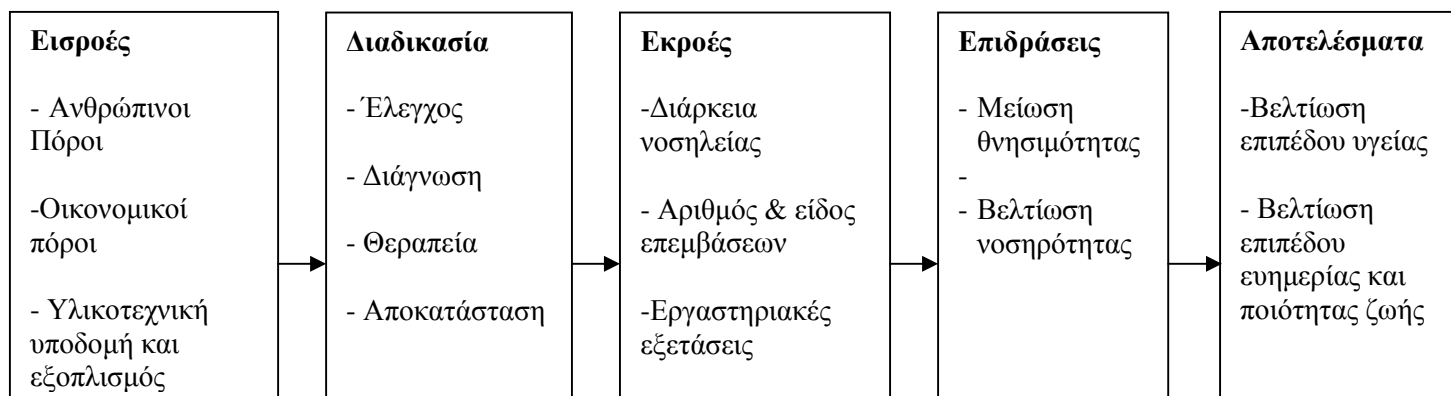 Εισροές
- Ανθρώπινοι
Πόροι
-Οικονομικοί
πόροι
- Υλικοτεχνική
υποδομή και
εξοπλισμός
Διαδικασία
- Έλεγχος
- Διάγνωση
- Θεραπεία
- Αποκατάσταση
Εκροές
-Διάρκεια
νοσηλείας
- Αριθμός & είδος
επεμβάσεων
-Εργαστηριακές
εξετάσεις
Επιδράσεις
- Μείωση
θνησιμότητας
-
- Βελτίωση
νοσηρότητας
Αποτελέσματα
-Βελτίωση
επιπέδου υγείας
- Βελτίωση
επιπέδου
ευημερίας και
ποιότητας ζωής